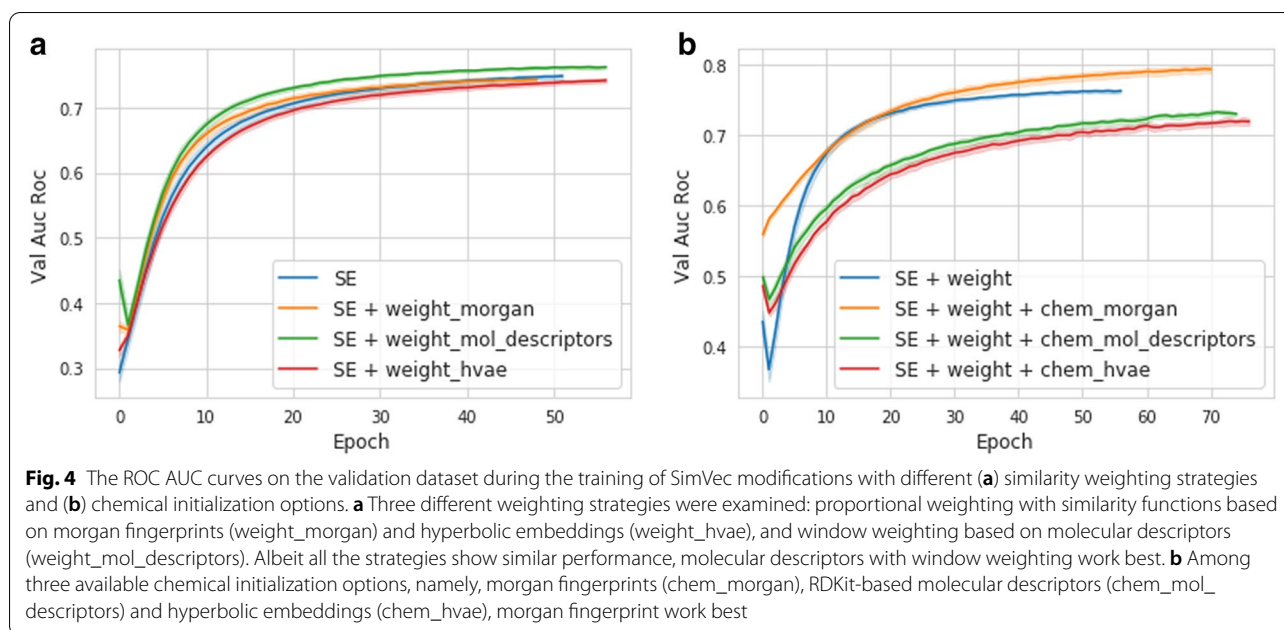 a
0.7
0.6
0.5
0.4
0.3
Val Auc Roc
SE
SE + weight_morgan
SE + weight_mol_descriptors
SE + weight_hvae
0 10 20 30 40 50
Epoch
b
0.8
0.7
0.6
0.5
0.4
Val Auc Roc
SE + weight
SE + weight + chem_morgan
SE + weight + chem_mol_descriptors
SE + weight + chem_hvae
0 10 20 30 40 50 60 70
Epoch
Fig. 4 The ROC AUC curves on the validation dataset during the training of SimVec modifications with different (a) similarity weighting strategies
and (b) chemical initialization options. a Three different weighting strategies were examined: proportional weighting with similarity functions based
on morgan fingerprints (weight_morgan) and hyperbolic embeddings (weight_hvae), and window weighting based on molecular descriptors
(weight_mol_descriptors). Albeit all the strategies show similar performance, molecular descriptors with window weighting work best. b Among
three available chemical initialization options, namely, morgan fingerprints (chem_morgan), RDKit-based molecular descriptors (chem_mol_
descriptors) and hyperbolic embeddings (chem_hvae), morgan fingerprint work best